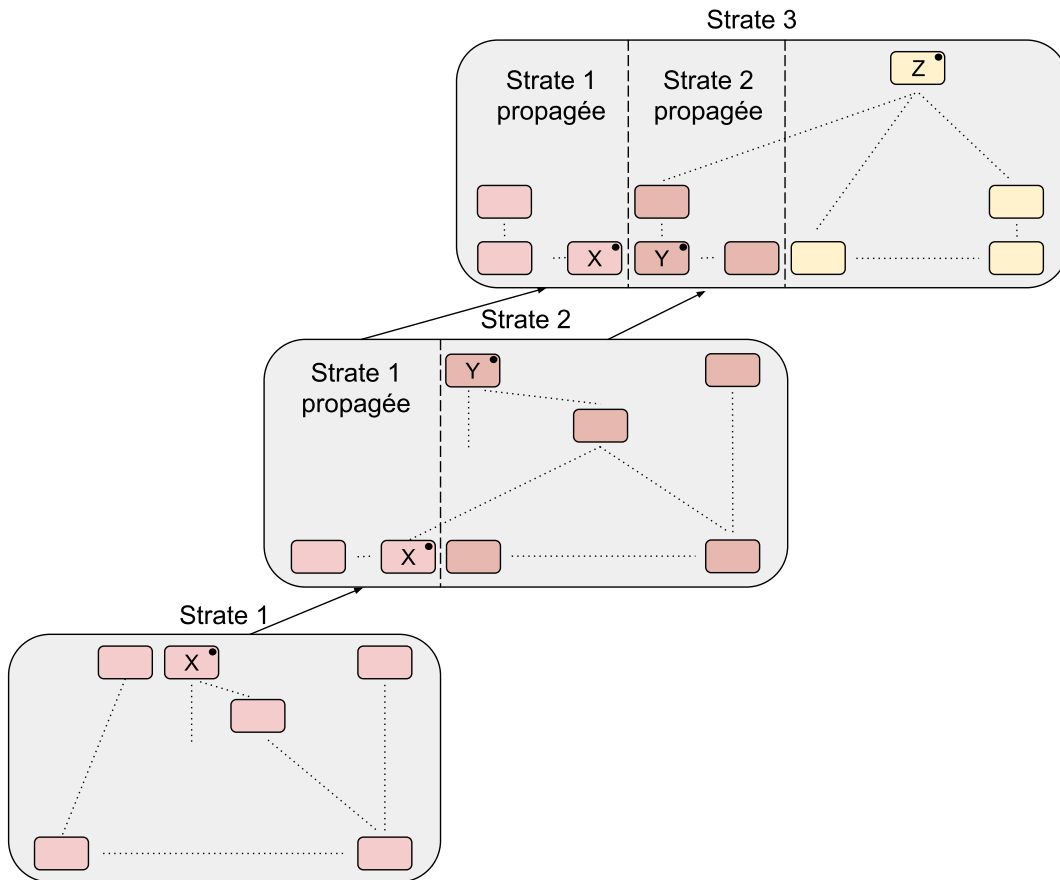 Strate 3
Strate 1
propagée
Strate 2
propagée
Z
X
Y
Strate 2
Strate 1
propagée
Y
X
Strate 1
X